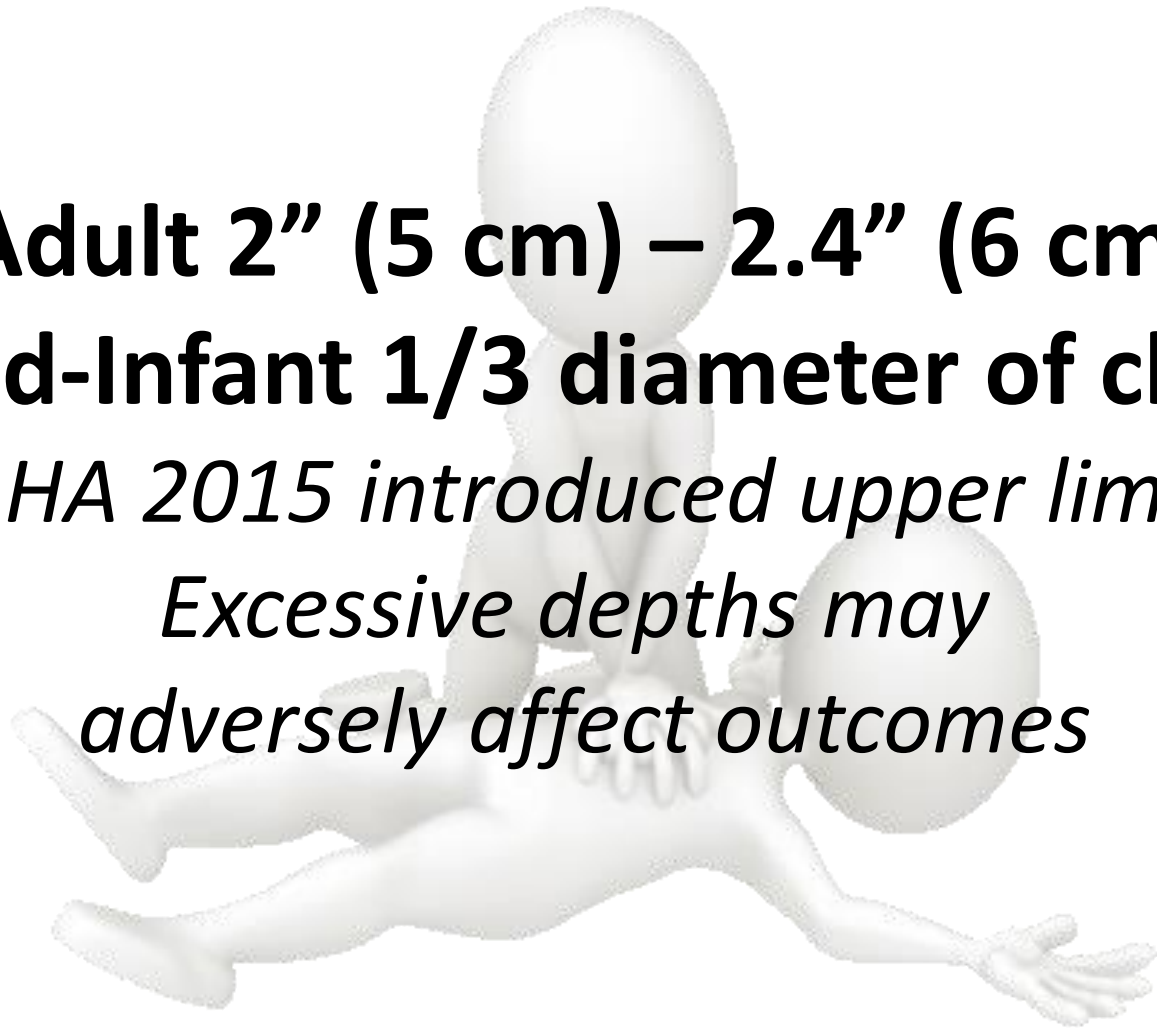 Adult 2” (5 cm) – 2.4” (6 cm
d-Infant 1/3 diameter of
HA 2015 introduced upper lim
Excessive depths may
adversely affect outcomes